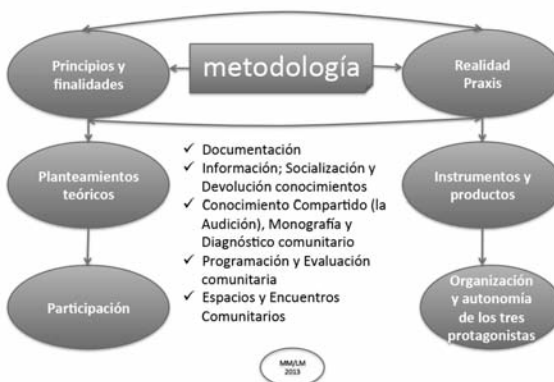 metodología
Principios y
finalidades
Realidad
Praxis
Planteamientos
teóricos
✓ Documentación
✓ Información; Socialización y
Devolución conocimientos
✓ Conocimiento Compartido (la
Audición), Monografía y
Diagnóstico comunitario
✓ Programación y Evaluación
comunitaria
✓ Espacios y Encuentros
Comunitarios
Instrumentos y
productos
Participación
Organización
y autonomía
de los tres
protagonistas
MM/LM
2013